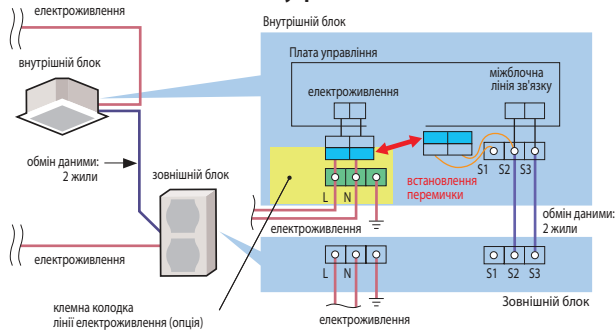 електроживлення
внутрішній блок
обмін даними:
2 жили
зовнішній блок
електроживлення
клемна колодка
лінії електроживлення (опція)
Внутрішній блок
Плата управління
електроживлення
міжблочна
лінія зв'язку
S1 S2 S3
встановлення
перемички
L N
електроживлення
обмін даними:
2 жили
L N
S1 S2 S3
Зовнішній блок
електроживлення